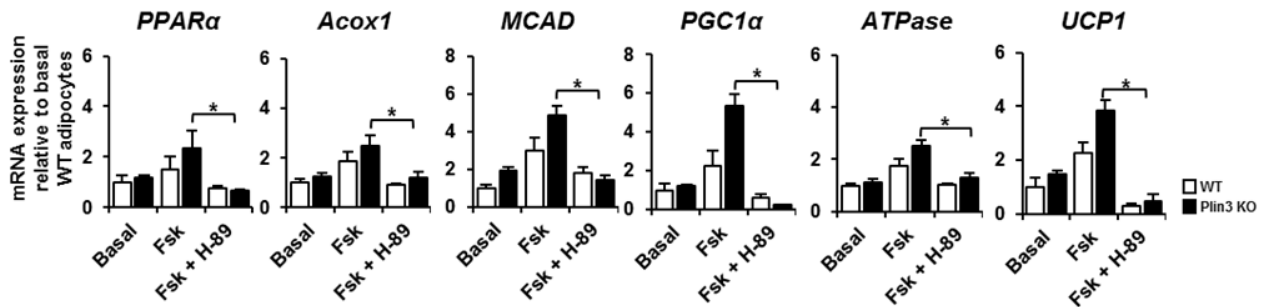 PPARα Acox1 MCAD PGC1α ATPase UCP1
mRNA expression
relative to basal
WT adipocytes
6 6 8 8 6 6
4 4 6 6 4 4
2 2 4 4 2 2
0 0 2 2 0 0
0 0
* * * * * *
Basal Fsk Fsk + H-89 Basal Fsk Fsk + H-89 Basal Fsk Fsk + H-89 Basal Fsk Fsk + H-89 Basal Fsk Fsk + H-89 Basal Fsk Fsk + H-89
WT
Plin3 KO